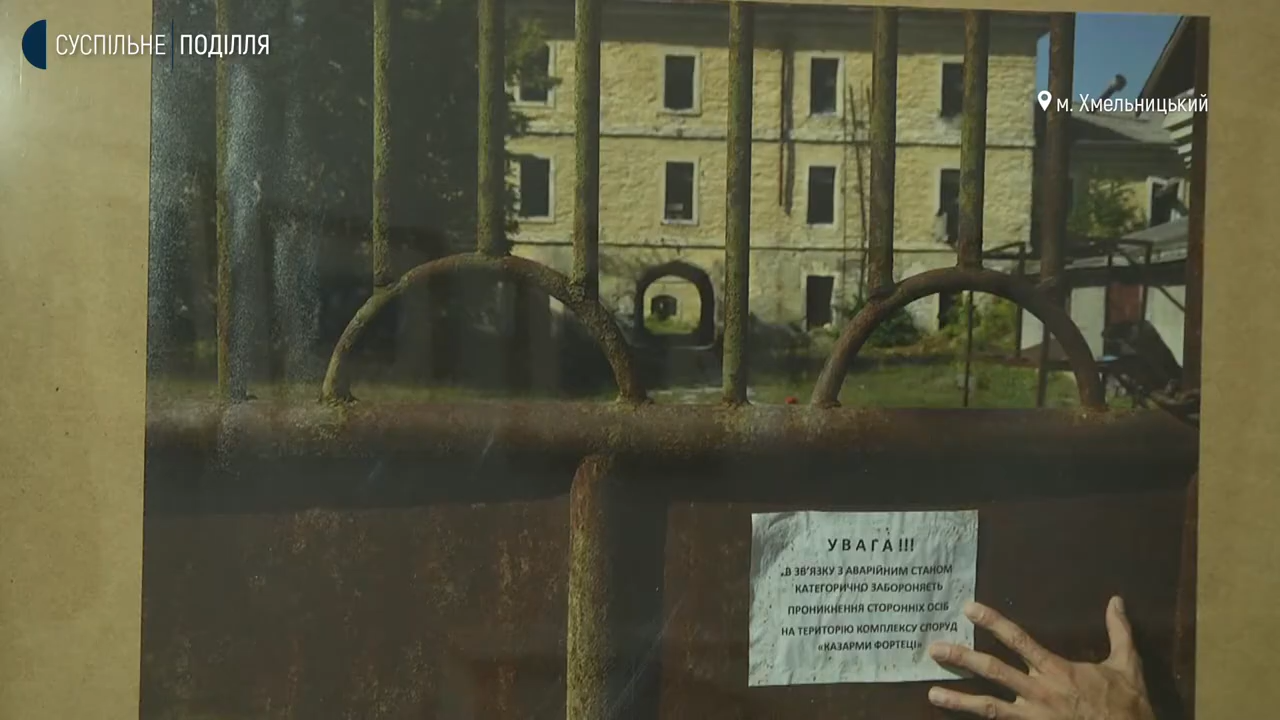 СУСПІЛЬНЕ ПОДІЛЛЯ
м. Хмельницький
УВАГА!!!
В ЗВ'ЯЗКУ З АВАРІЙНИМ СТАНОМ
КАТЕГОРИЧНО ЗАБОРОНЯЄТЬ
ПРОНИКНЕННЯ СТОРОННІХ ОСІБ
НА ТЕРИТОРІЮ КОМПЛЕКСУ СПОРУД
«КАЗАРМИ ФОРТЕЦІ»